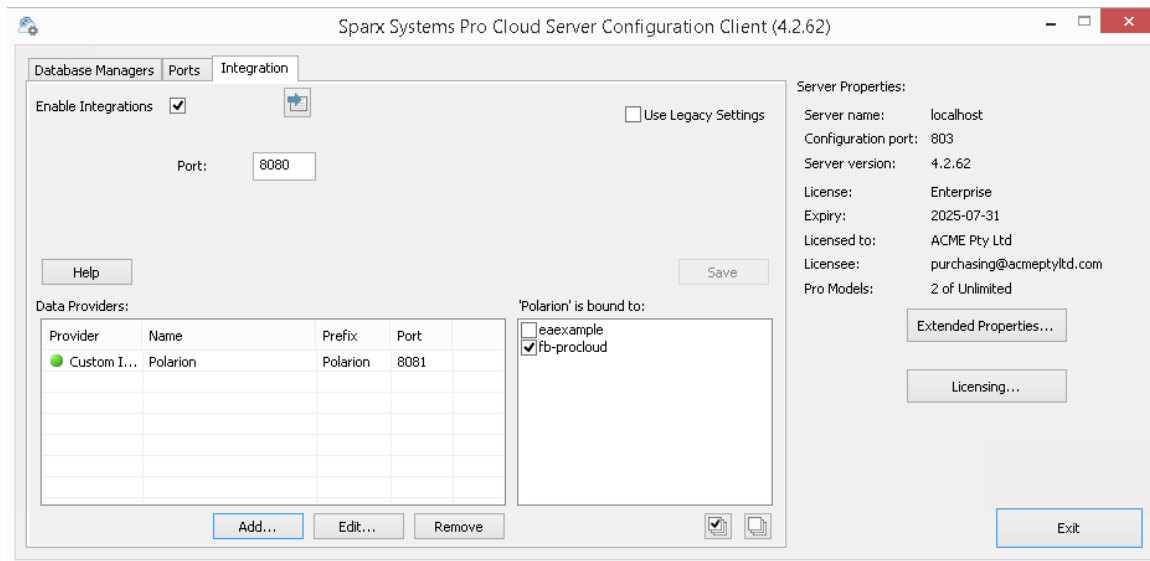 Sparx Systems Pro Cloud Server Configuration Client (4.2.62)
Database Managers Ports Integration
Enable Integrations
Use Legacy Settings
Port: 8080
Help
Save
Data Providers:
Provider Name Prefix Port
Custom I... Polarion Polarion 8081
Add... Edit... Remove
'Polarion' is bound to:
eaexample
fb-procloud
Server Properties:
Server name: localhost
Configuration port: 803
Server version: 4.2.62
License: Enterprise
Expiry: 2025-07-31
Licensed to: ACME Pty Ltd
Licensee: purchasing@acmeptyltd.com
Pro Models: 2 of Unlimited
Extended Properties...
Licensing...
Exit